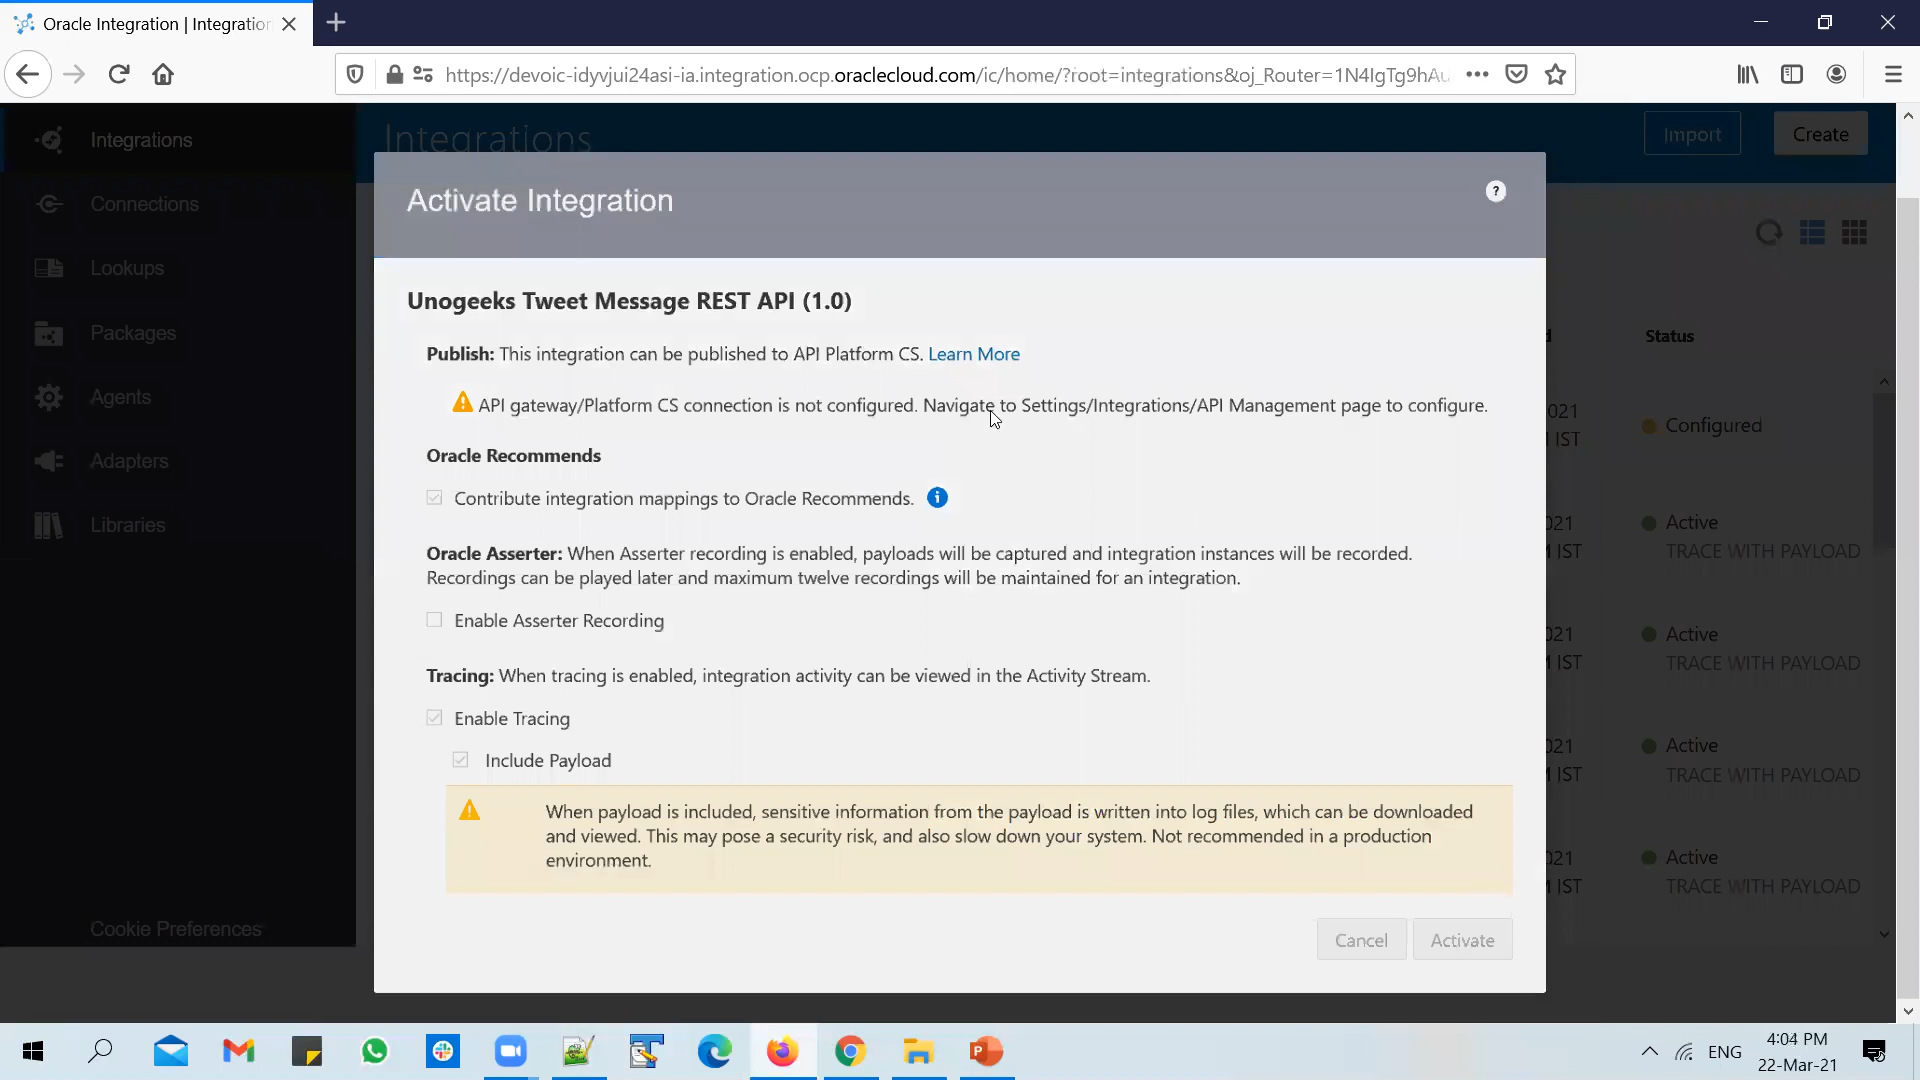 Oracle Integration | Integration
https://devoic-idyvjui24asi-ia.integration.ocp.oraclecloud.com/ic/home/?root=integrations&oj_Router=1N4IgTg9hAu
Integrations
Integrations
Import
Create
Activate Integration
?
Connections
Lookups
Packages
Agents
Adapters
Libraries
Cookie Preferences
Unogeeks Tweet Message REST API (1.0)
Publish: This integration can be published to API Platform CS. Learn More
API gateway/Platform CS connection is not configured. Navigate to Settings/Integrations/API Management page to configure.
Oracle Recommends
Contribute integration mappings to Oracle Recommends.
Oracle Asserter: When Asserter recording is enabled, payloads will be captured and integration instances will be recorded.
Recordings can be played later and maximum twelve recordings will be maintained for an integration.
Enable Asserter Recording
Tracing: When tracing is enabled, integration activity can be viewed in the Activity Stream.
Enable Tracing
Include Payload
When payload is included, sensitive information from the payload is written into log files, which can be downloaded
and viewed. This may pose a security risk, and also slow down your system. Not recommended in a production
environment.
Cancel
Activate
Status
021
IST
Configured
021
IST
Active
TRACE WITH PAYLOAD
021
IST
Active
TRACE WITH PAYLOAD
021
IST
Active
TRACE WITH PAYLOAD
021
IST
Active
TRACE WITH PAYLOAD
ENG
4:04 PM
22-Mar-21